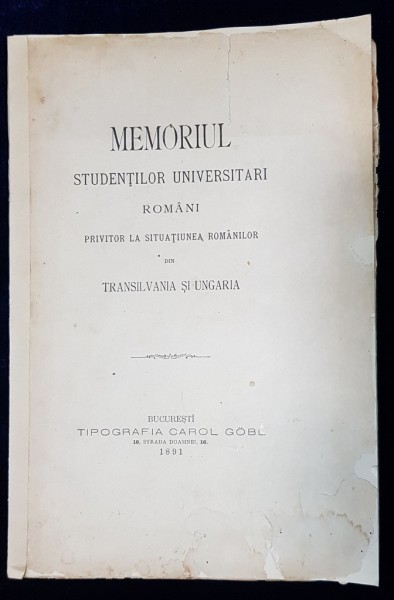 MEMORIUL
STUDENȚILOR UNIVERSITARI
ROMÂNI
PRIVITOR LA SITUAȚIUNEA ROMÂNILOR
DIN
TRANSILVANIA ȘI UNGARIA
BUCUREȘTĪ
TIPOGRAFIA CAROL GÖBL
16, STRADA DOAMNEI, 16.
1891